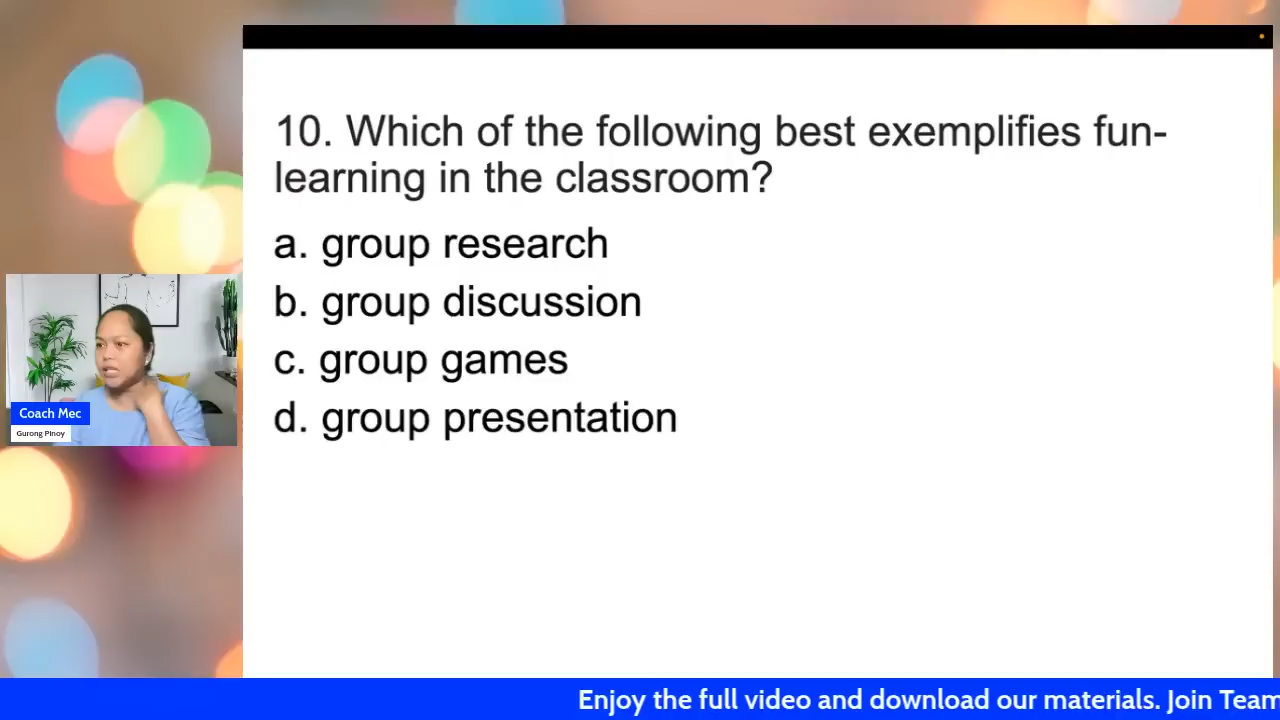 10. Which of the following best exemplifies fun-
learning in the classroom?
a. group research
b. group discussion
c. group games
d. group presentation
Coach Mec
Gurong Pinoy
Enjoy the full video and download our materials. Join Team